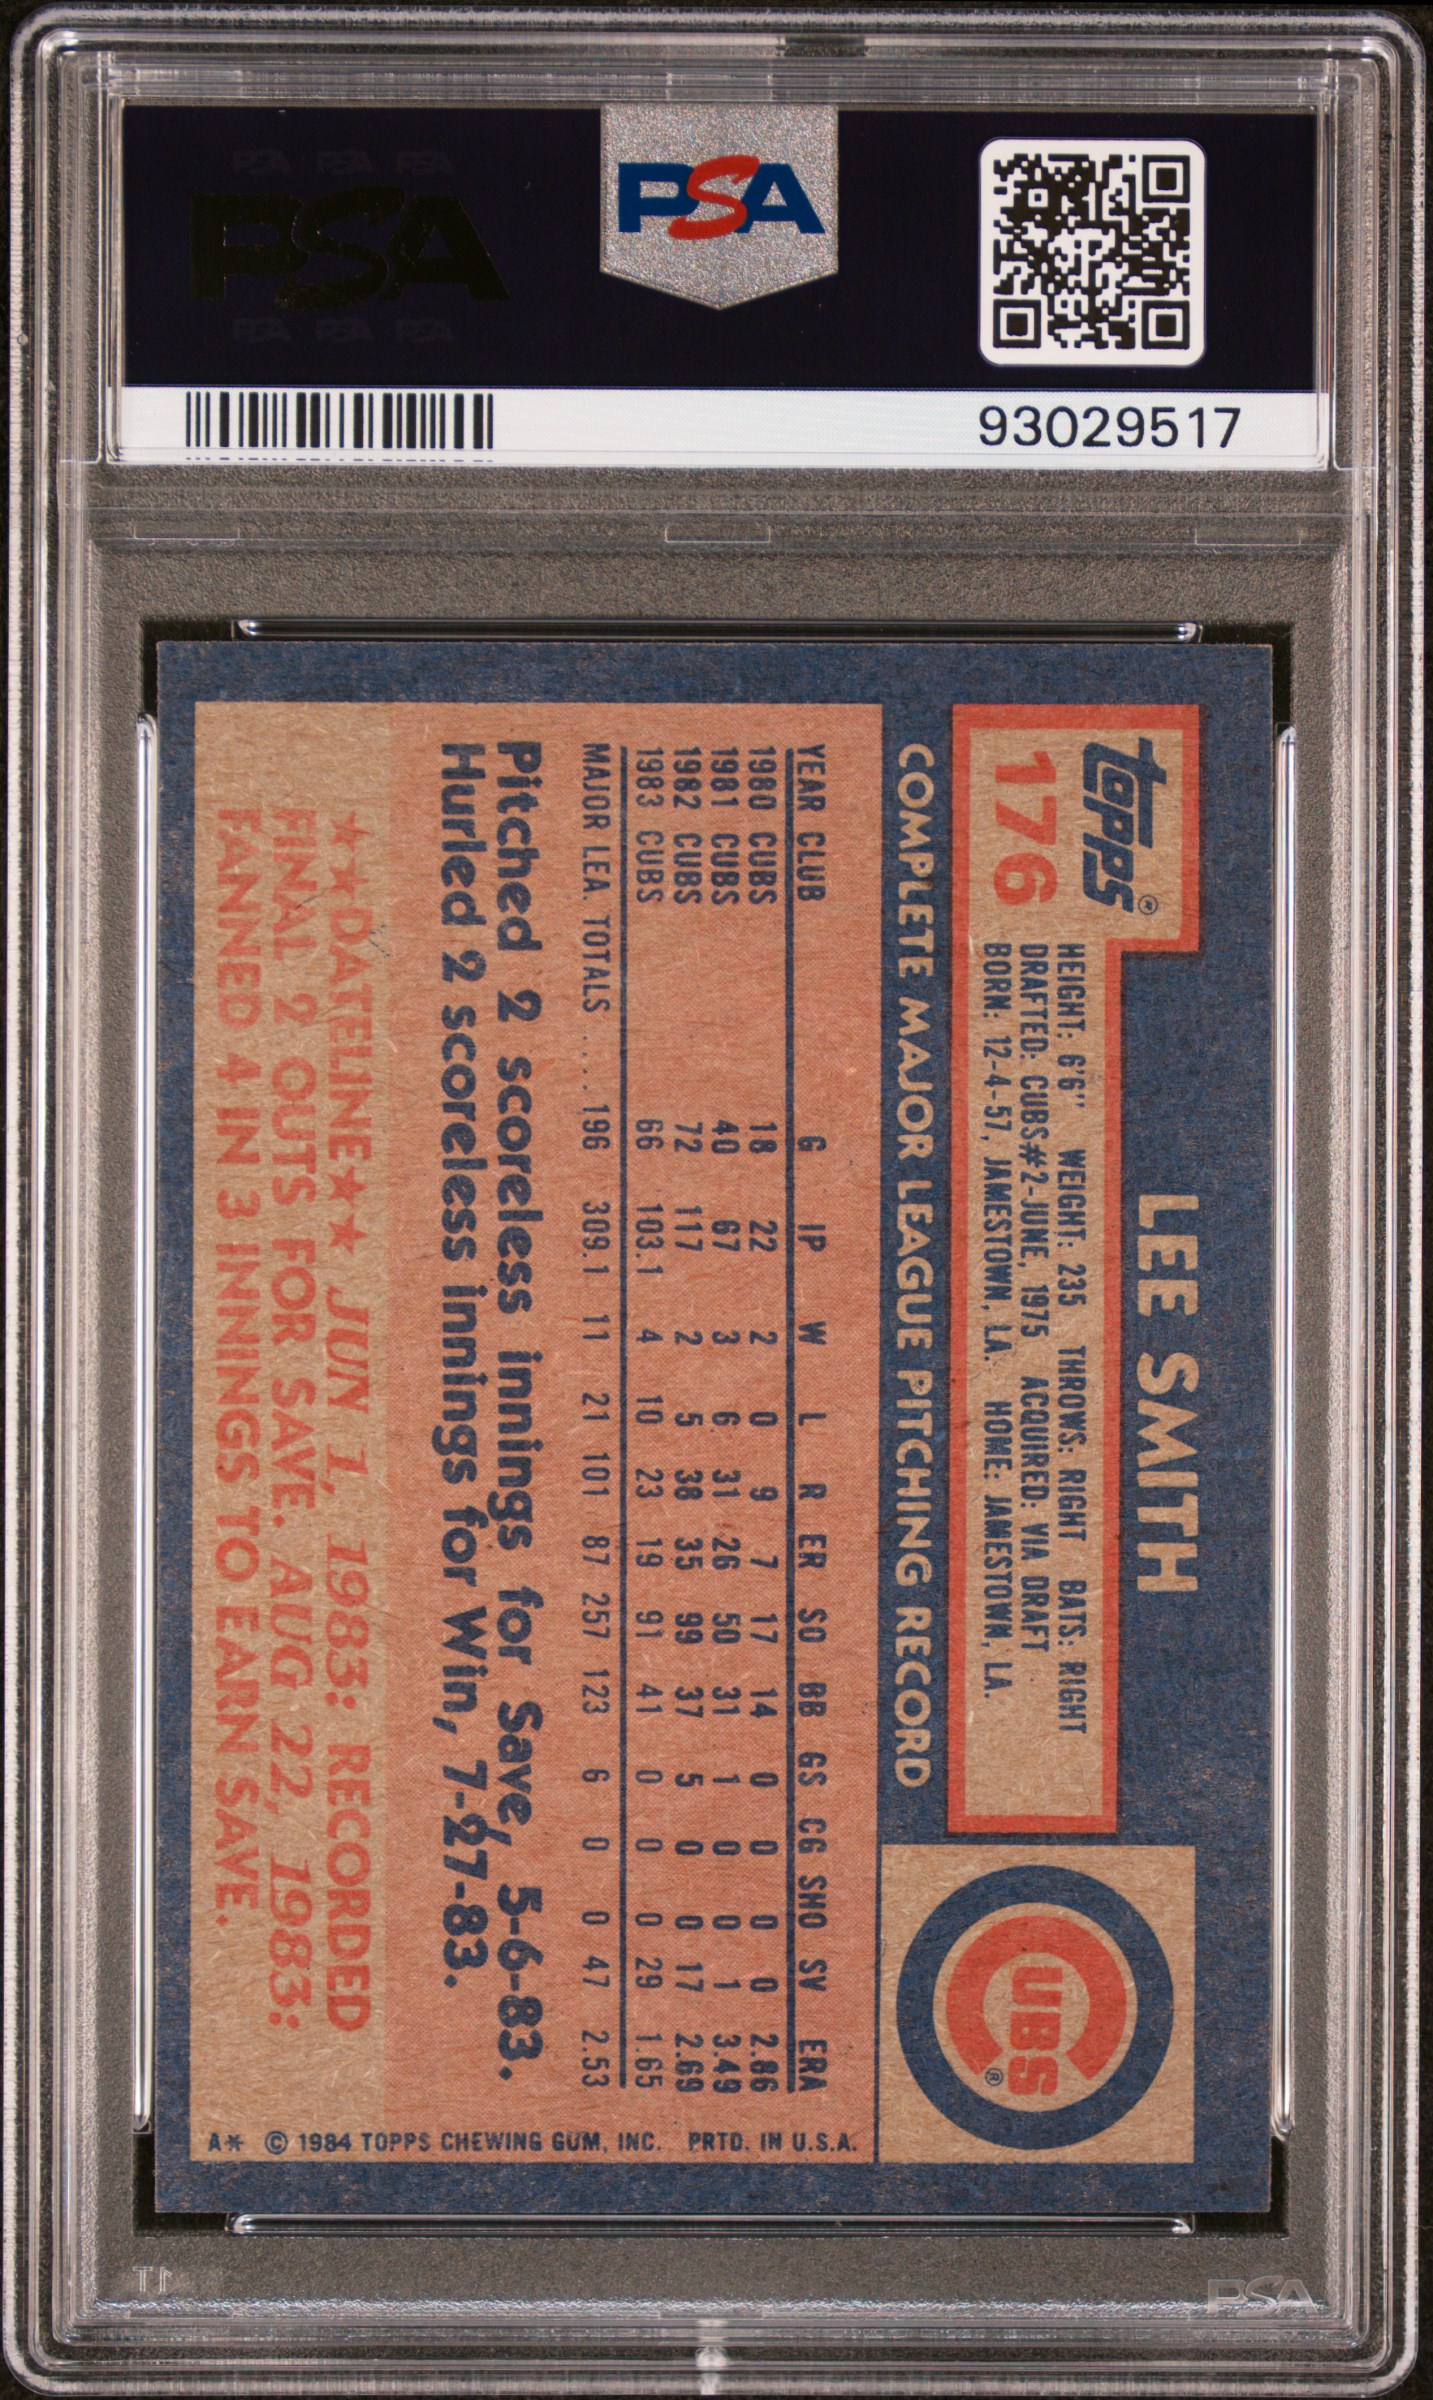 PSA PSA PSA
PSA
PSA PSA PSA
PSA
93029517
topps®
176
LEE SMITH
HEIGHT: 6'6" WEIGHT: 235 THROWS: RIGHT BATS: RIGHT
DRAFTED: CUBS#2-JUNE, 1975 ACQUIRED: VIA DRAFT
BORN: 12-4-57, JAMESTOWN, LA. HOME: JAMESTOWN, LA.
CUBS®
COMPLETE MAJOR LEAGUE PITCHING RECORD
YEAR CLUB G IP W L R ER SO BB GS CG SHO SV ERA
1980 CUBS 18 22 2 0 9 7 17 14 0 0 0 0 2.86
1981 CUBS 40 67 3 6 31 26 50 31 1 0 0 1 3.49
1982 CUBS 72 117 2 5 38 35 99 37 5 0 0 17 2.69
1983 CUBS 66 103.1 4 10 23 19 91 41 0 0 0 29 1.65
MAJOR LEA. TOTALS .... 196 309.1 11 21 101 87 257 123 6 0 0 47 2.53
Pitched 2 scoreless innings for Save, 5-6-83.
Hurled 2 scoreless innings for Win, 7-27-83.
★★DATELINE★★ JUN 1, 1983: RECORDED
FINAL 2 OUTS FOR SAVE. AUG 22, 1983:
FANNED 4 IN 3 INNINGS TO EARN SAVE.
A* © 1984 TOPPS CHEWING GUM, INC. PRTD. IN U.S.A.
PSA